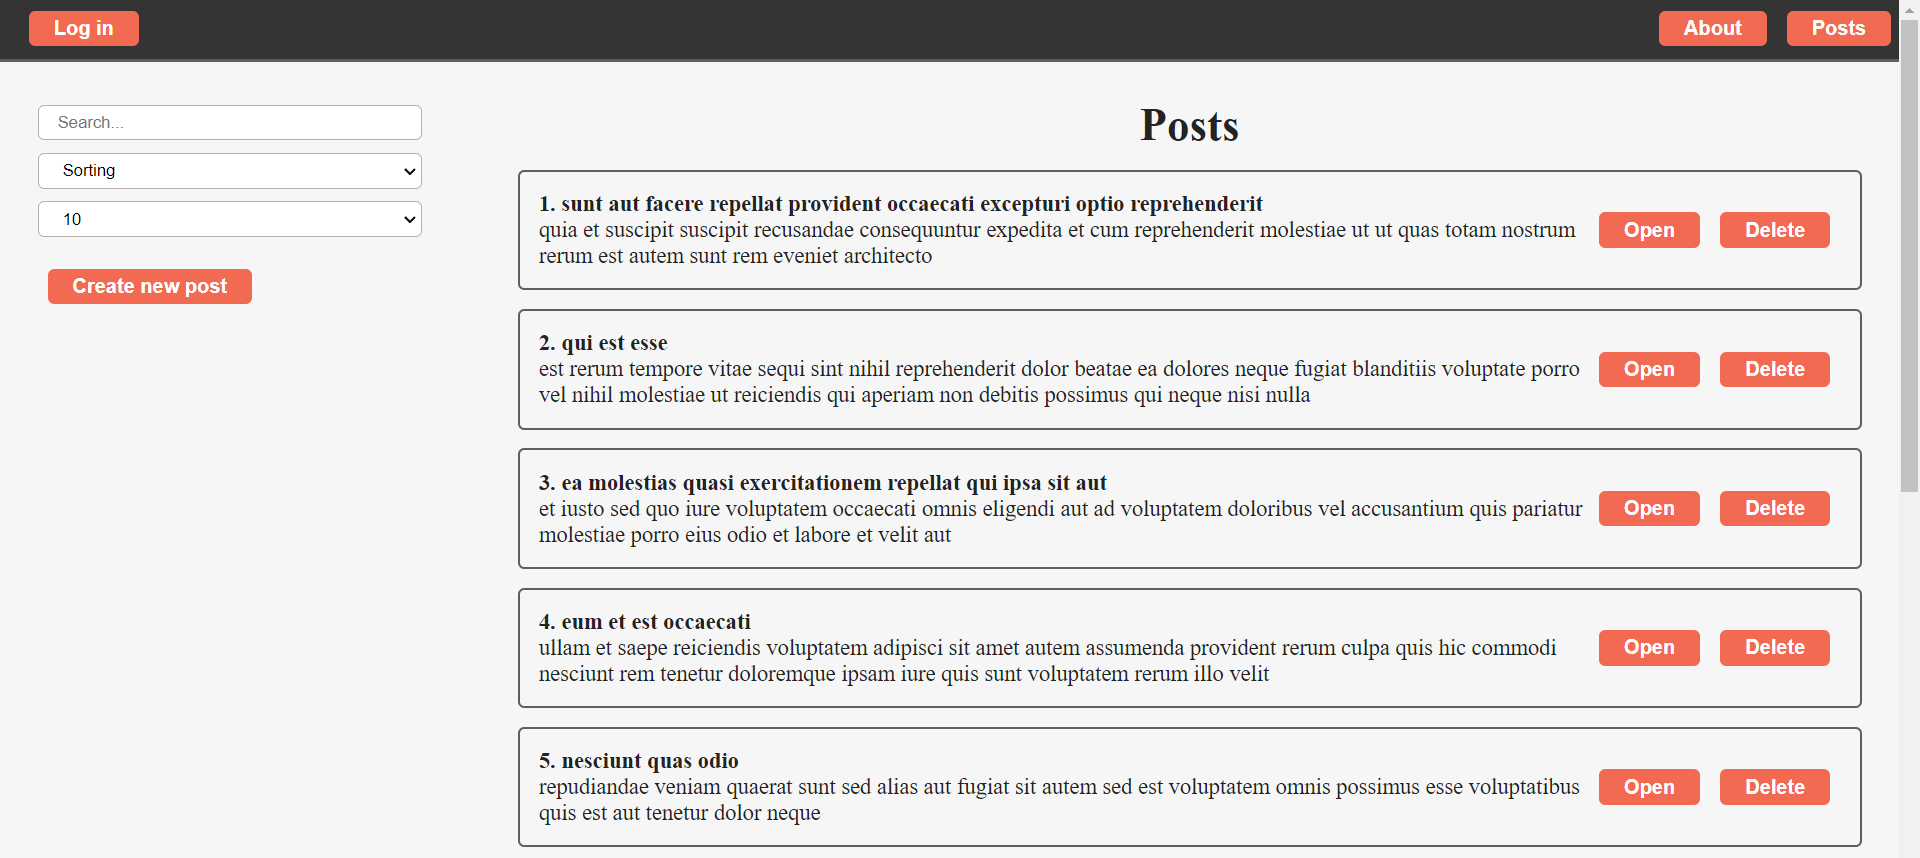 Log in
About
Posts
Search...
Sorting
10
Create new post
Posts
1. sunt aut facere repellat provident occaecati excepturi optio reprehenderit
quia et suscipit suscipit recusandae consequuntur expedita et cum reprehenderit molestiae ut ut quas totam nostrum
rerum est autem sunt rem eveniet architecto
Open
Delete
2. qui est esse
est rerum tempore vitae sequi sint nihil reprehenderit dolor beatae ea dolores neque fugiat blanditiis voluptate porro
vel nihil molestiae ut reiciendis qui aperiam non debitis possimus qui neque nisi nulla
Open
Delete
3. ea molestias quasi exercitationem repellat qui ipsa sit aut
et iusto sed quo iure voluptatem occaecati omnis eligendi aut ad voluptatem doloribus vel accusantium quis pariatur
molestiae porro eius odio et labore et velit aut
Open
Delete
4. eum et est occaecati
ullam et saepe reiciendis voluptatem adipisci sit amet autem assumenda provident rerum culpa quis hic commodi
nesciunt rem tenetur doloremque ipsam iure quis sunt voluptatem rerum illo velit
Open
Delete
5. nesciunt quas odio
repudiandae veniam quaerat sunt sed alias aut fugiat sit autem sed est voluptatem omnis possimus esse voluptatibus
quis est aut tenetur dolor neque
Open
Delete